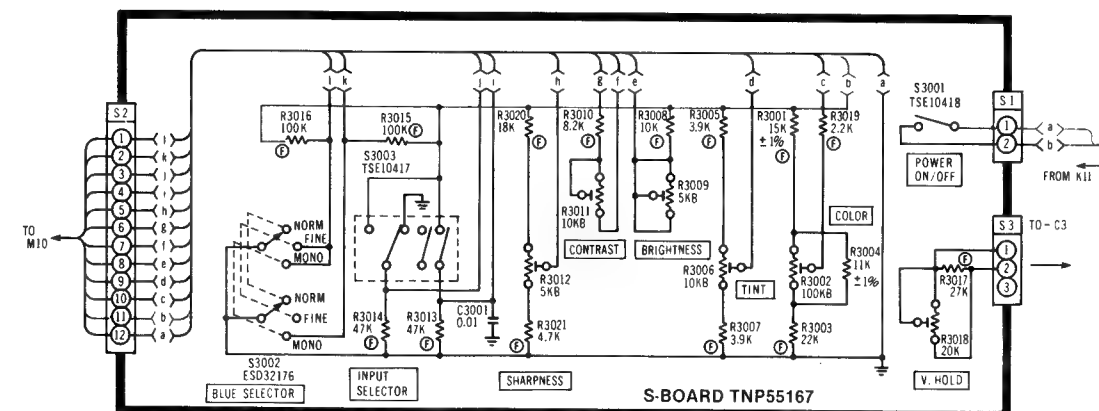 S2
1 ( l )
2 ( k )
3 ( j )
4 ( i )
5 ( h )
6 ( g )
7 ( f )
8 ( e )
9 ( d )
10 ( c )
11 ( b )
12 ( a )
TO
M10
l k j i h g f e d c b a
R3016
100K
F
R3015
100K F
S3003
TSE10417
NORM
FINE
MONO
NORM
FINE
MONO
S3002
ESD32176
BLUE SELECTOR
R3014
47K
F
R3013
47K
F
C3001
0.01
INPUT
SELECTOR
R3020
18K
F
R3012
5KB
R3021
4.7K
F
SHARPNESS
R3010
8.2K
F
R3011
10KB
CONTRAST
R3008
10K
F
R3009
5KB
BRIGHTNESS
R3005
3.9K
F
R3006
10KB
TINT
R3007
3.9K
F
R3001
15K
±1%
F
R3019
2.2K
F
COLOR
R3002
100KB
R3004
11K
±1%
R3003
22K
F
S3001
TSE10418
POWER
ON/OFF
S1
1 ( a )
2 ( b )
FROM K11
S3
TO-C3
1
2
3
F
R3017
27K
R3018
20K
V. HOLD
S-BOARD TNP55167